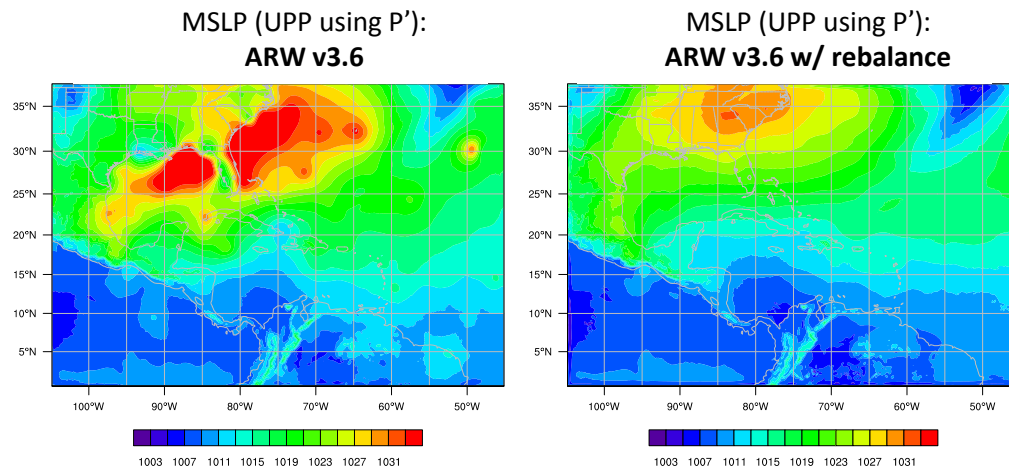 MSLP (UPP using P’):
ARW v3.6
35°N
30°N
25°N
20°N
15°N
10°N
5°N
100°W 90°W 80°W 70°W 60°W 50°W
1003 1007 1011 1015 1019 1023 1027 1031
MSLP (UPP using P’):
ARW v3.6 w/ rebalance
35°N
30°N
25°N
20°N
15°N
10°N
5°N
100°W 90°W 80°W 70°W 60°W 50°W
1003 1007 1011 1015 1019 1023 1027 1031